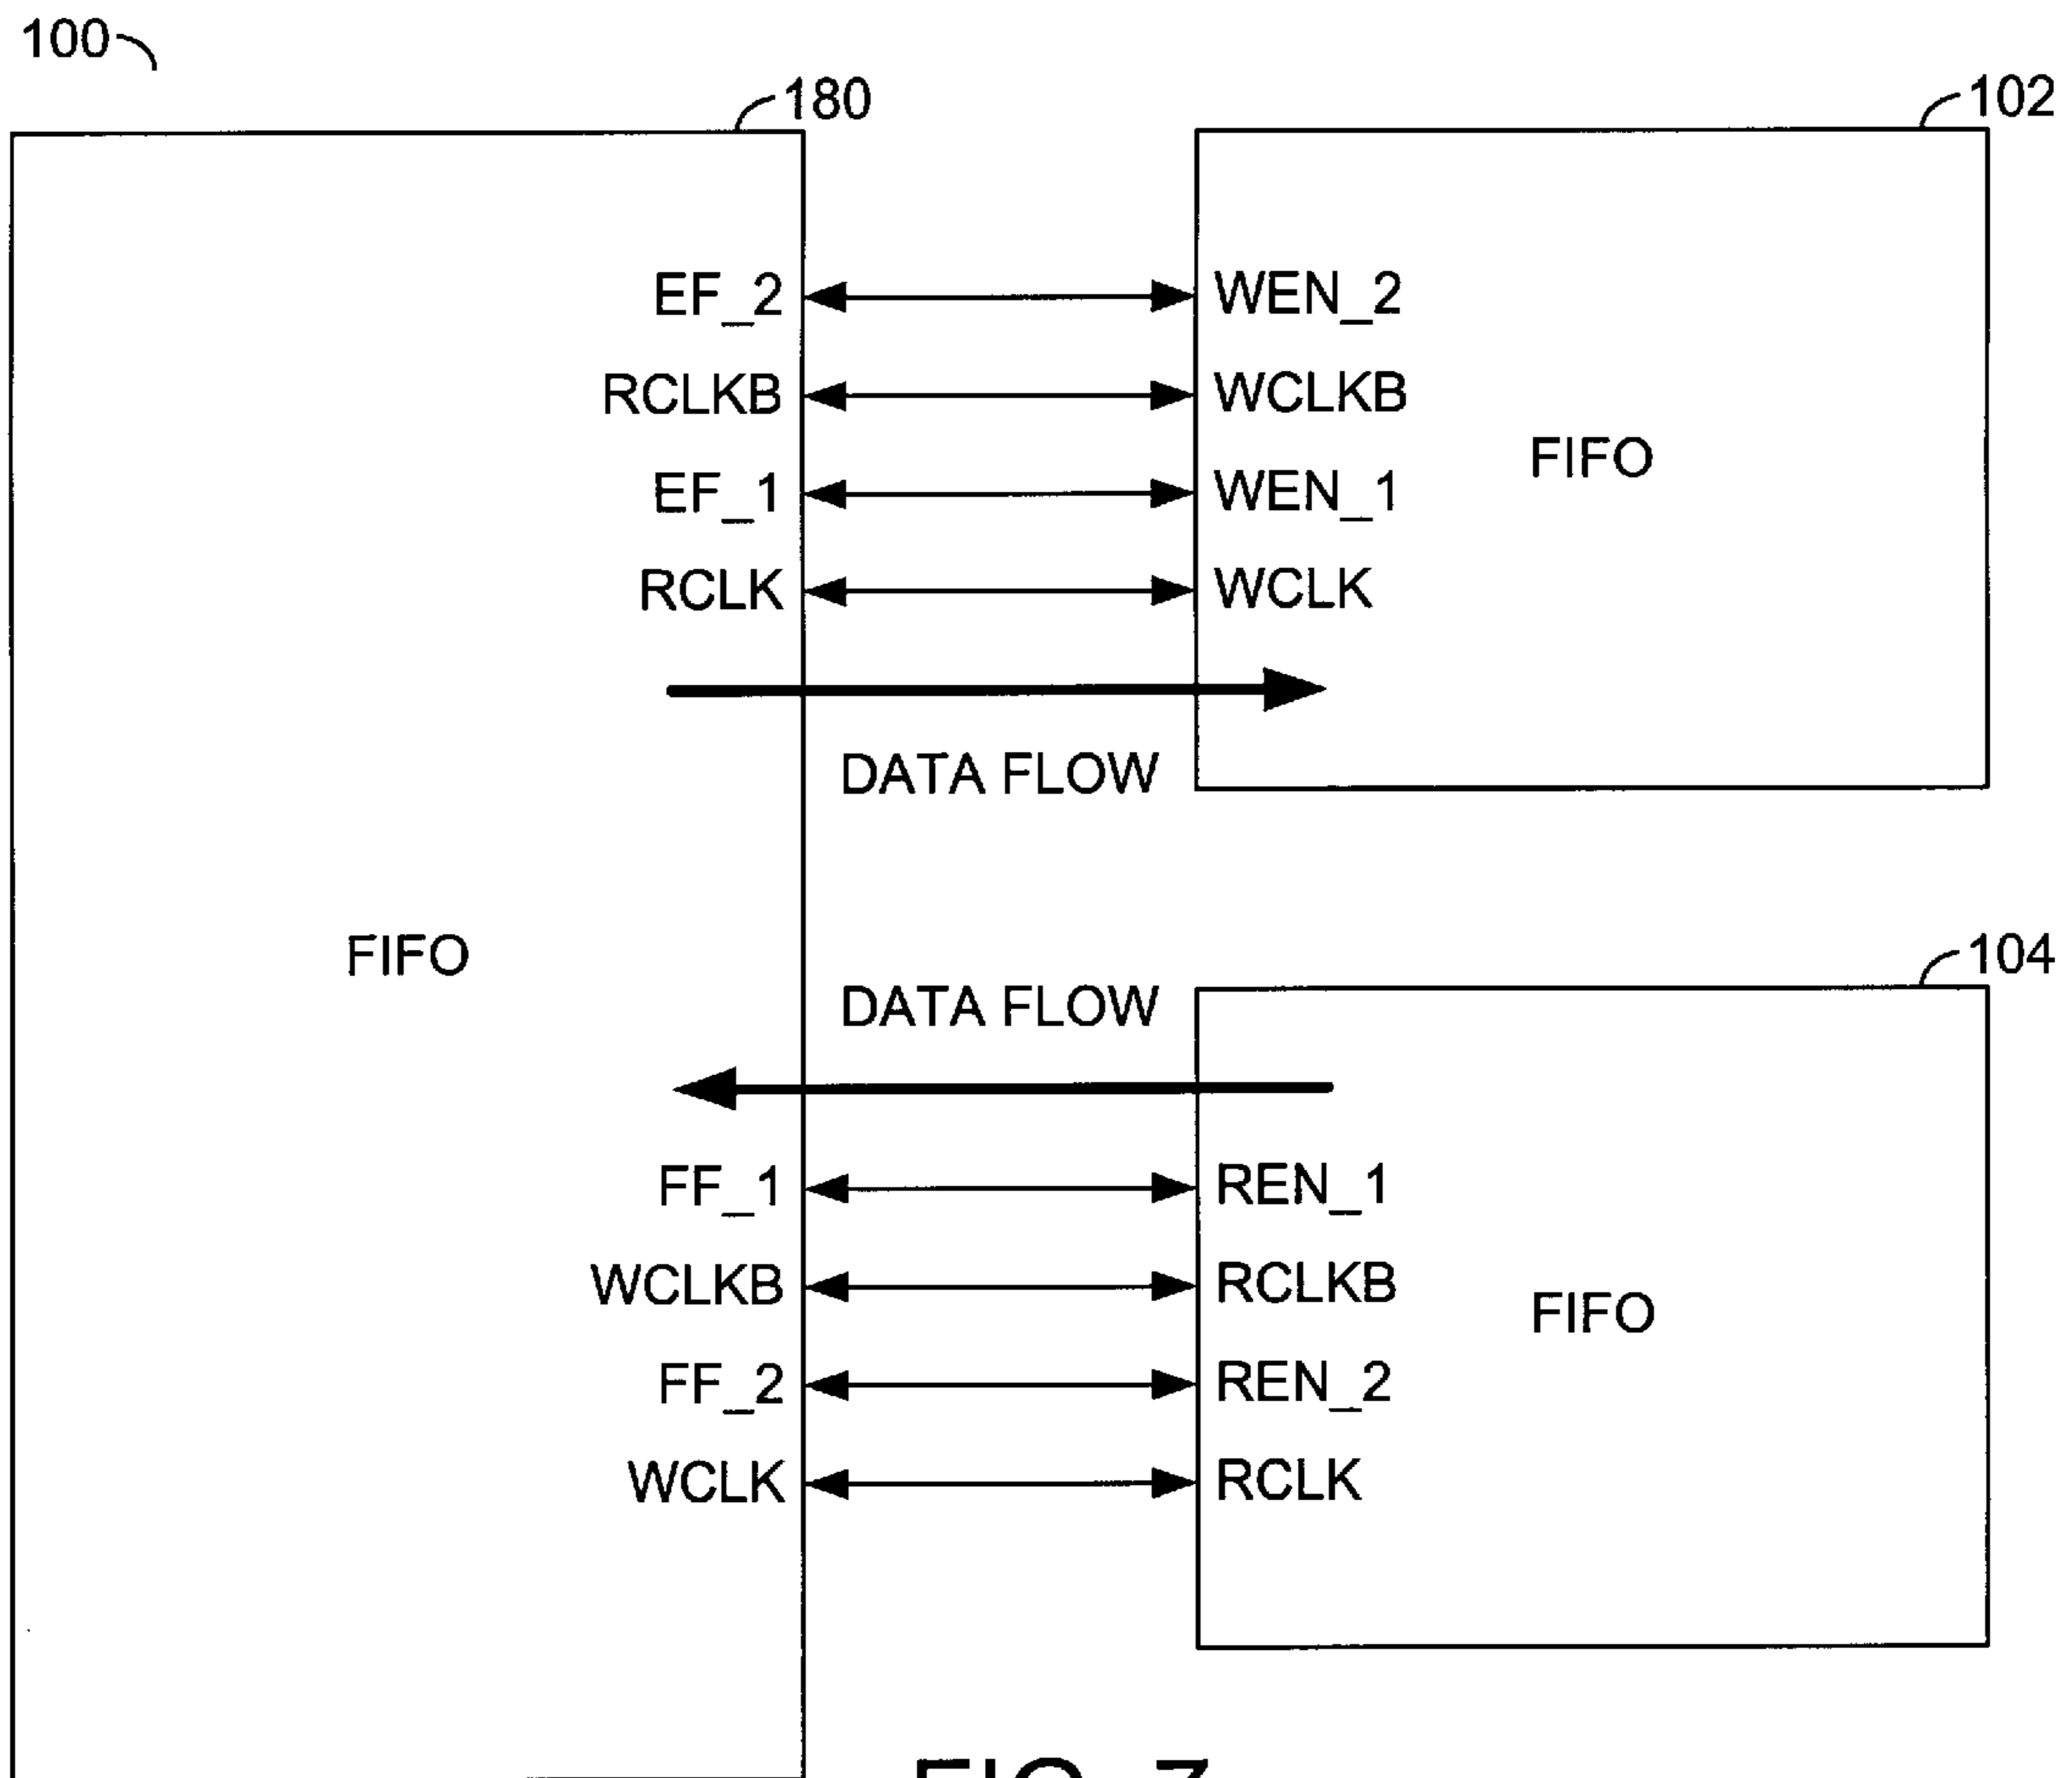 100
180
102
EF_2 WEN_2
RCLKB WCLKB
FIFO
EF_1 WEN_1
RCLK WCLK
DATA FLOW
FIFO
104
DATA FLOW
FF_1 REN_1
WCLKB RCLKB
FIFO
FF_2 REN_2
WCLK RCLK